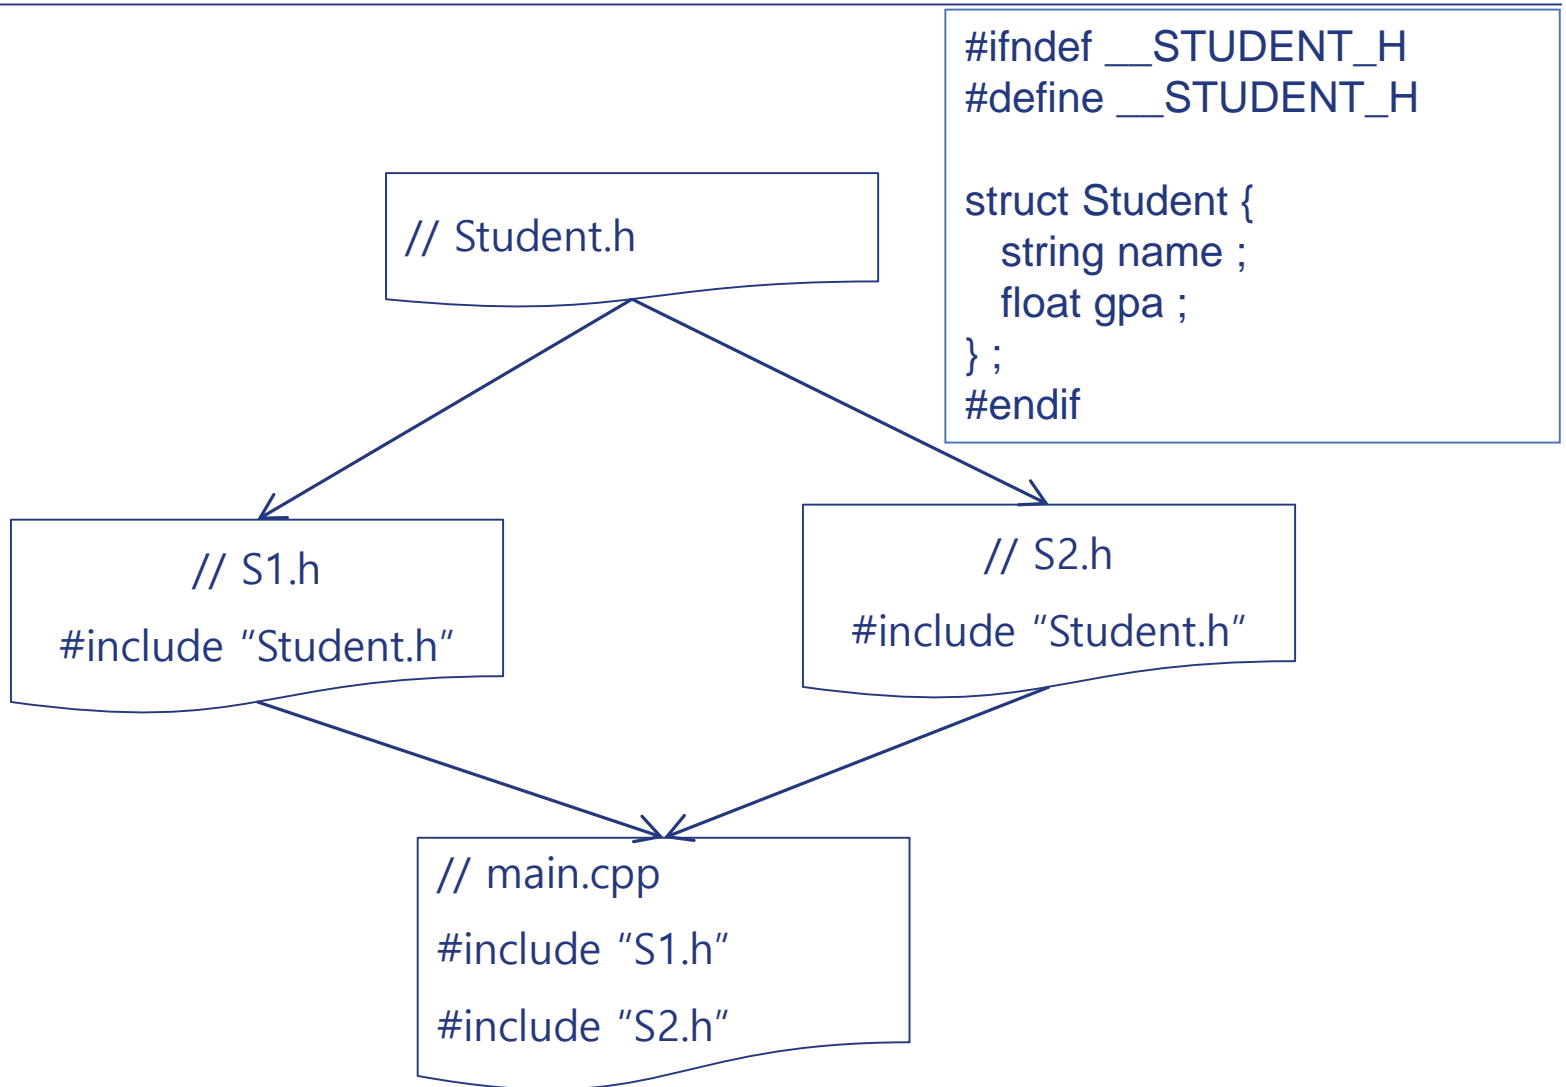 #ifndef __STUDENT_H
#define __STUDENT_H
struct Student {
string name ;
float gpa ;
} ;
#endif
// Student.h
// S1.h
#include "Student.h"
// S2.h
#include "Student.h"
// main.cpp
#include "S1.h"
#include "S2.h"